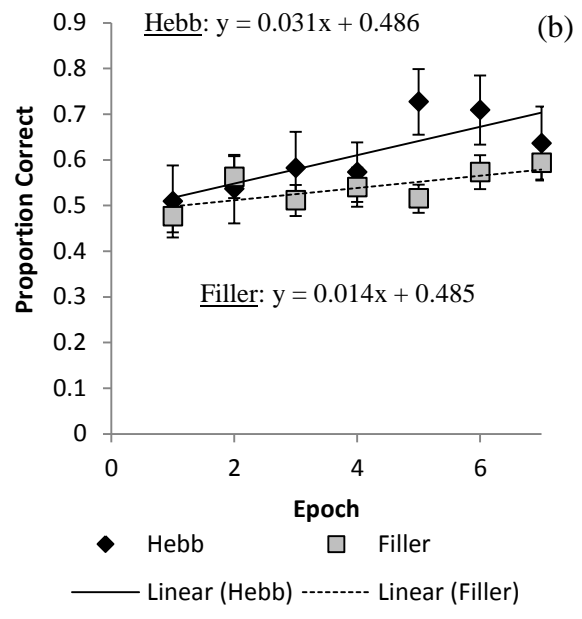 Hebb: y = 0.031x + 0.486
(b)
Proportion Correct
0.9
0.8
0.7
0.6
0.5
0.4
0.3
0.2
0.1
0
Filler: y = 0.014x + 0.485
0 2 4 6
Epoch
Hebb Filler
Linear (Hebb) Linear (Filler)